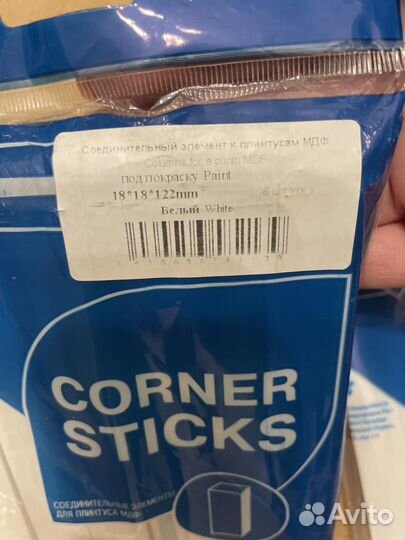 Соединительный элемент к плинтусам МДФ
Columns for a plinth MDF
под покраску Paint
18*18*122mm
Белый White
CORNER
STICKS
СОЕДИНИТЕЛЬНЫЕ ЭЛЕМЕНТЫ
ДЛЯ ПЛИНТУСА МДФ
Avito